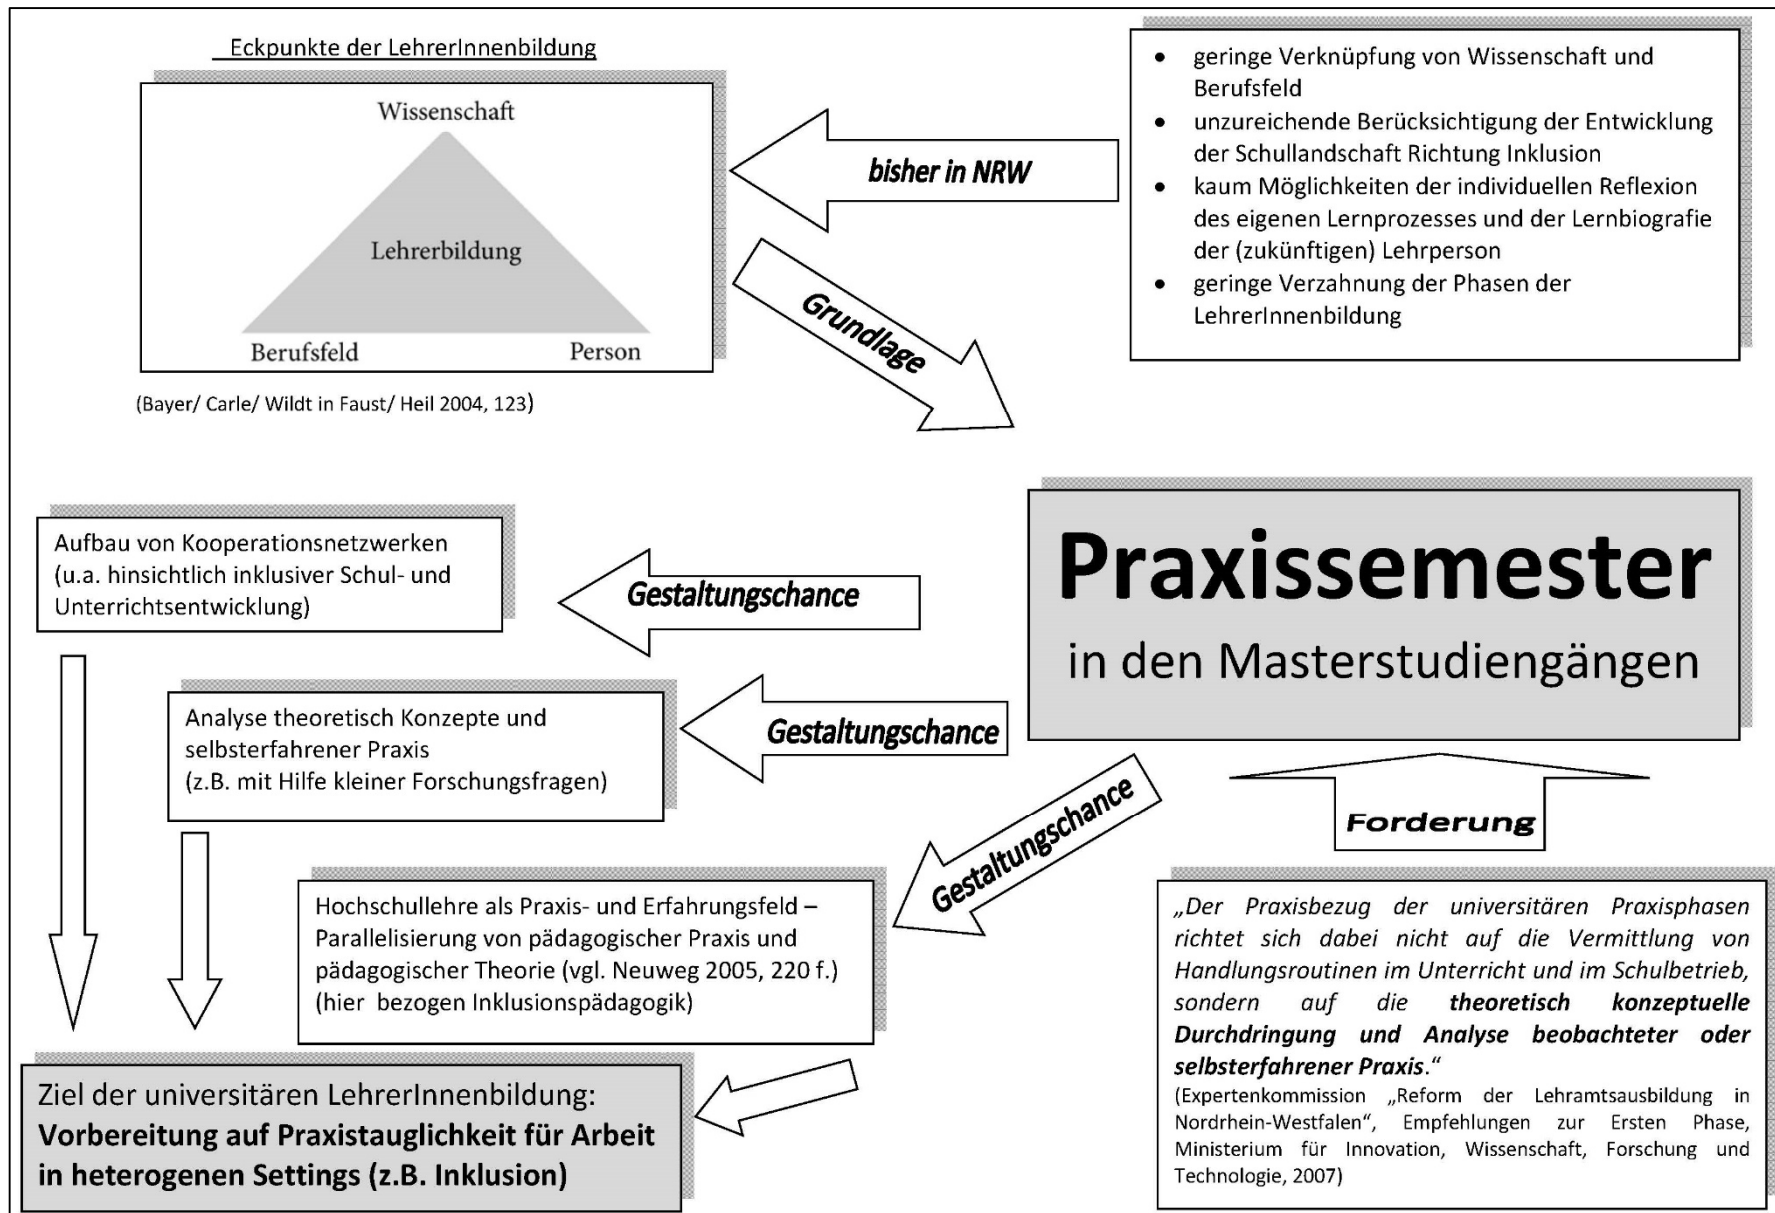 Eckpunkte der LehrerInnenbildung
Wissenschaft
Lehrerbildung
Berufsfeld
Person
(Bayer/ Carle/ Wildt in Faust/ Heil 2004, 123)
bisher in NRW
• geringe Verknüpfung von Wissenschaft und
Berufsfeld
• unzureichende Berücksichtigung der Entwicklung
der Schullandschaft Richtung Inklusion
• kaum Möglichkeiten der individuellen Reflexion
des eigenen Lernprozesses und der Lernbiografie
der (zukünftigen) Lehrperson
• geringe Verzahnung der Phasen der
LehrerInnenbildung
Grundlage
Praxissemester
in den Masterstudiengängen
Gestaltungschance
Aufbau von Kooperationsnetzwerken
(u.a. hinsichtlich inklusiver Schul- und
Unterrichtsentwicklung)
Gestaltungschance
Analyse theoretisch Konzepte und
selbsterfahrener Praxis
(z.B. mit Hilfe kleiner Forschungsfragen)
Gestaltungschance
Hochschullehre als Praxis- und Erfahrungsfeld –
Parallelisierung von pädagogischer Praxis und
pädagogischer Theorie (vgl. Neuweg 2005, 220 f.)
(hier  bezogen Inklusionspädagogik)
Forderung
„Der Praxisbezug der universitären Praxisphasen
richtet sich dabei nicht auf die Vermittlung von
Handlungsroutinen im Unterricht und im Schulbetrieb,
sondern auf die theoretisch konzeptuelle
Durchdringung und Analyse beobachteter oder
selbsterfahrener Praxis.“
(Expertenkommission „Reform der Lehramtsausbildung in
Nordrhein-Westfalen“, Empfehlungen zur Ersten Phase,
Ministerium für Innovation, Wissenschaft, Forschung und
Technologie, 2007)
Ziel der universitären LehrerInnenbildung:
Vorbereitung auf Praxistauglichkeit für Arbeit
in heterogenen Settings (z.B. Inklusion)